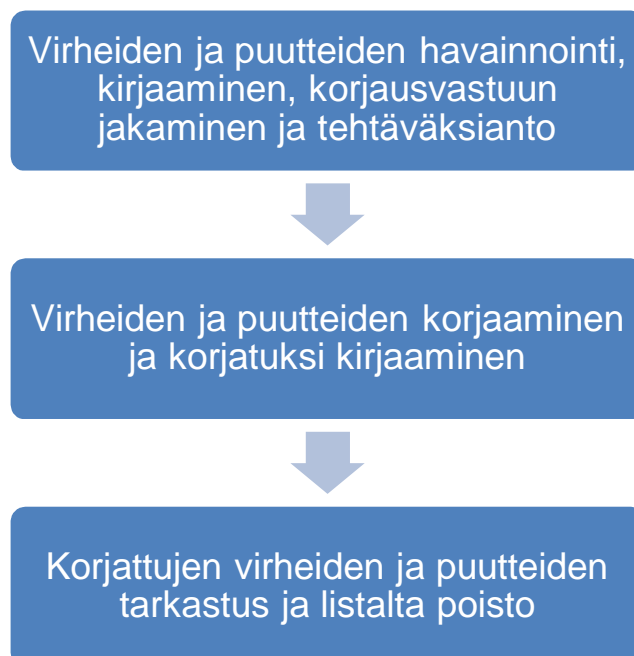 Virheiden ja puutteiden havainnointi,
kirjaaminen, korjausvastuun
jakaminen ja tehtäväksianto
Virheiden ja puutteiden korjaaminen
ja korjatuksi kirjaaminen
Korjattujen virheiden ja puutteiden
tarkastus ja listalta poisto